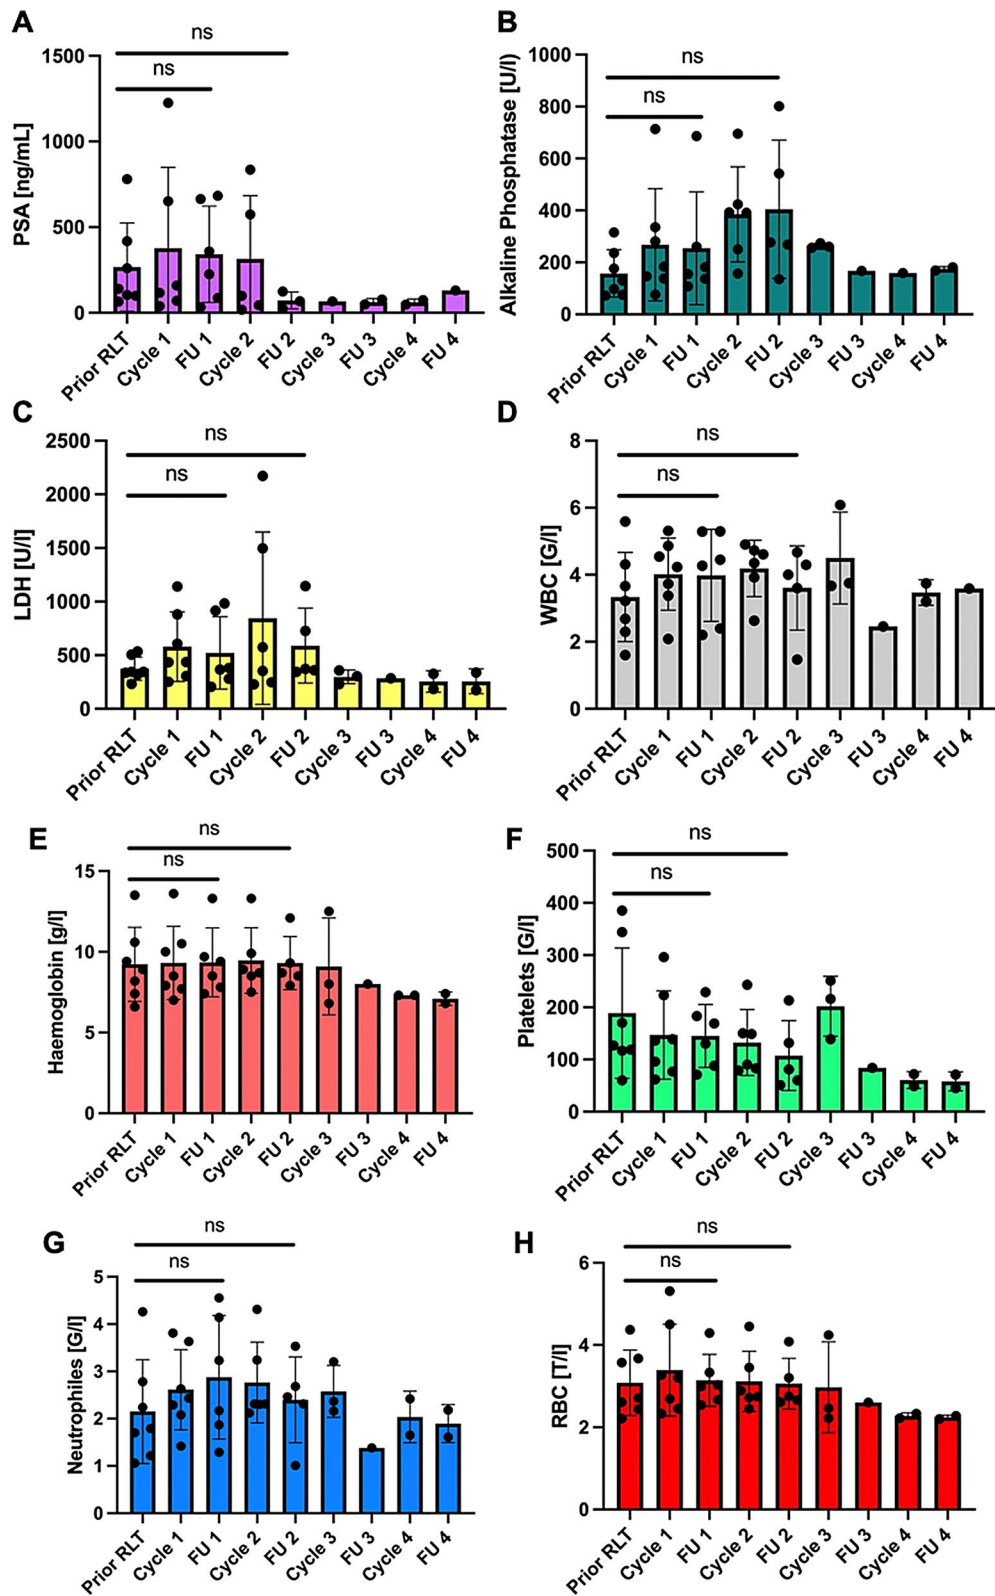 A
PSA [ng/mL]
1500
1000
500
0
ns
ns
Prior RLT
Cycle 1
FU 1
Cycle 2
FU 2
Cycle 3
FU 3
Cycle 4
FU 4
B
Alkaline Phosphatase [U/l)
1000
800
600
400
200
0
ns
ns
Prior RLT
Cycle 1
FU 1
Cycle 2
FU 2
Cycle 3
FU 3
Cycle 4
FU 4
C
LDH [U/l]
2500
2000
1500
1000
500
0
ns
ns
Prior RLT
Cycle 1
FU 1
Cycle 2
FU 2
Cycle 3
FU 3
Cycle 4
FU 4
D
WBC [G/l]
8
6
4
2
0
ns
ns
Prior RLT
Cycle 1
FU 1
Cycle 2
FU 2
Cycle 3
FU 3
Cycle 4
FU 4
E
Haemoglobin [g/l]
15
10
5
0
ns
ns
Prior RLT
Cycle 1
FU 1
Cycle 2
FU 2
Cycle 3
FU 3
Cycle 4
FU 4
F
Platelets [G/l]
500
400
300
200
100
0
ns
ns
Prior RLT
Cycle 1
FU 1
Cycle 2
FU 2
Cycle 3
FU 3
Cycle 4
FU 4
G
Neutrophiles [G/l]
5
4
3
2
1
0
ns
ns
Prior RLT
Cycle 1
FU 1
Cycle 2
FU 2
Cycle 3
FU 3
Cycle 4
FU 4
H
RBC [T/l]
6
4
2
0
ns
ns
Prior RLT
Cycle 1
FU 1
Cycle 2
FU 2
Cycle 3
FU 3
Cycle 4
FU 4